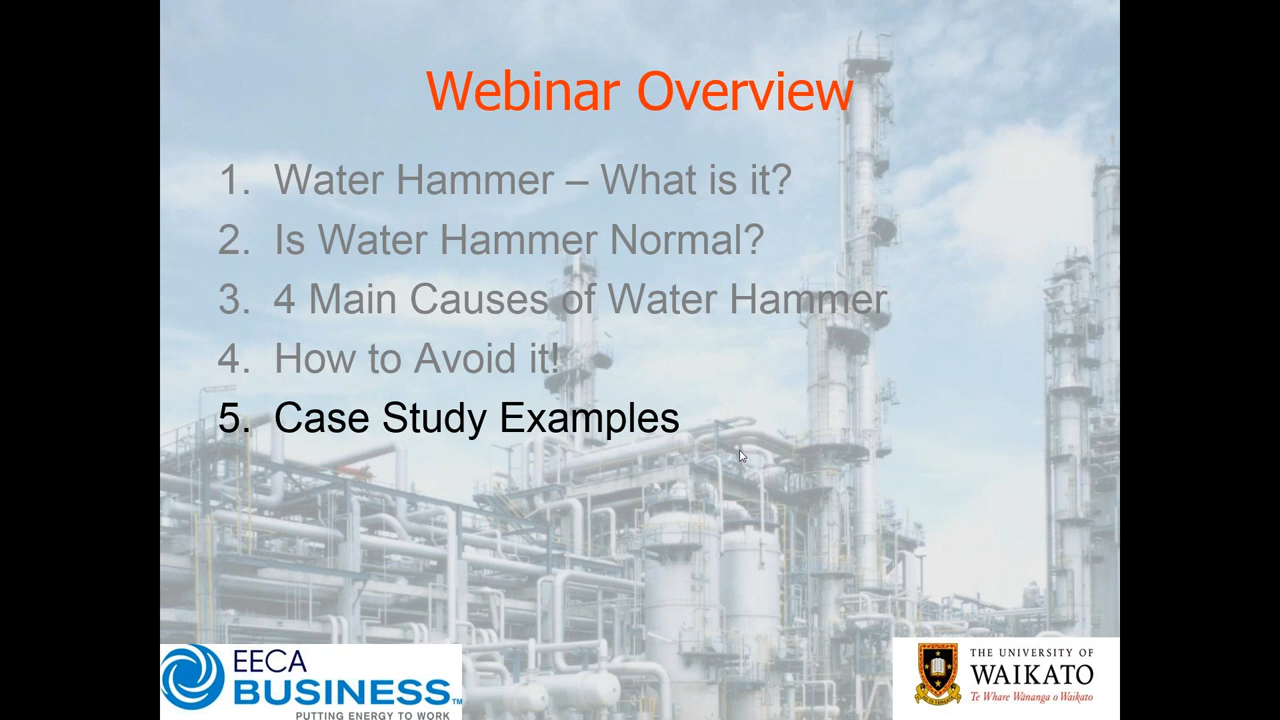 Webinar Overview
1. Water Hammer – What is it?
2. Is Water Hammer Normal?
3. 4 Main Causes of Water Hammer
4. How to Avoid it!
5. Case Study Examples
EECA
BUSINESS™
PUTTING ENERGY TO WORK
THE UNIVERSITY OF
WAIKATO
Te Whare Wānanga o Waikato